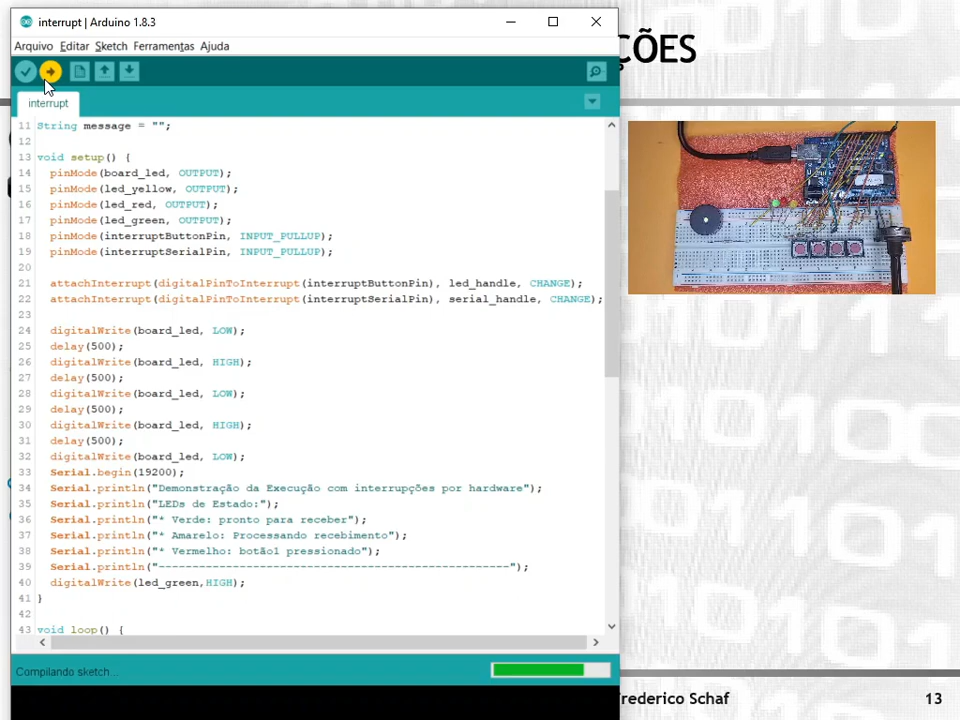 interrupt | Arduino 1.8.3
ÇÕES
Arquivo Editar Sketch Ferramentas Ajuda
interrupt
11 String message = "";
12
13 void setup() {
14 pinMode(board_led, OUTPUT);
15 pinMode(led_yellow, OUTPUT);
16 pinMode(led_red, OUTPUT);
17 pinMode(led_green, OUTPUT);
18 pinMode(interruptButtonPin, INPUT_PULLUP);
19 pinMode(interruptSerialPin, INPUT_PULLUP);
20
21 attachInterrupt(digitalPinToInterrupt(interruptButtonPin), led_handle, CHANGE);
22 attachInterrupt(digitalPinToInterrupt(interruptSerialPin), serial_handle, CHANGE);
23
24 digitalWrite(board_led, LOW);
25 delay(500);
26 digitalWrite(board_led, HIGH);
27 delay(500);
28 digitalWrite(board_led, LOW);
29 delay(500);
30 digitalWrite(board_led, HIGH);
31 delay(500);
32 digitalWrite(board_led, LOW);
33 Serial.begin(19200);
34 Serial.println("Demonstração da Execução com interrupções por hardware");
35 Serial.println("LEDs de Estado:");
36 Serial.println("* Verde: pronto para receber");
37 Serial.println("* Amarelo: Processando recebimento");
38 Serial.println("* Vermelho: botão1 pressionado");
39 Serial.println("----------------------------------------------------");
40 digitalWrite(led_green,HIGH);
41 }
42
43 void loop() {
Compilando sketch...
Frederico Schaf
13